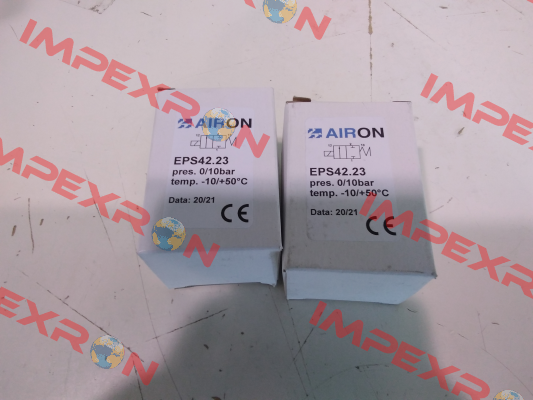 IMPEXRON
AIRON
EPS42.23
pres. 0/10bar
temp. -10/+50°C
Data: 20/21
CE
AIRON
EPS42.23
pres. 0/10bar
temp. -10/+50°C
Data: 20/21
CE
IMPEXRON
IMPEXRON